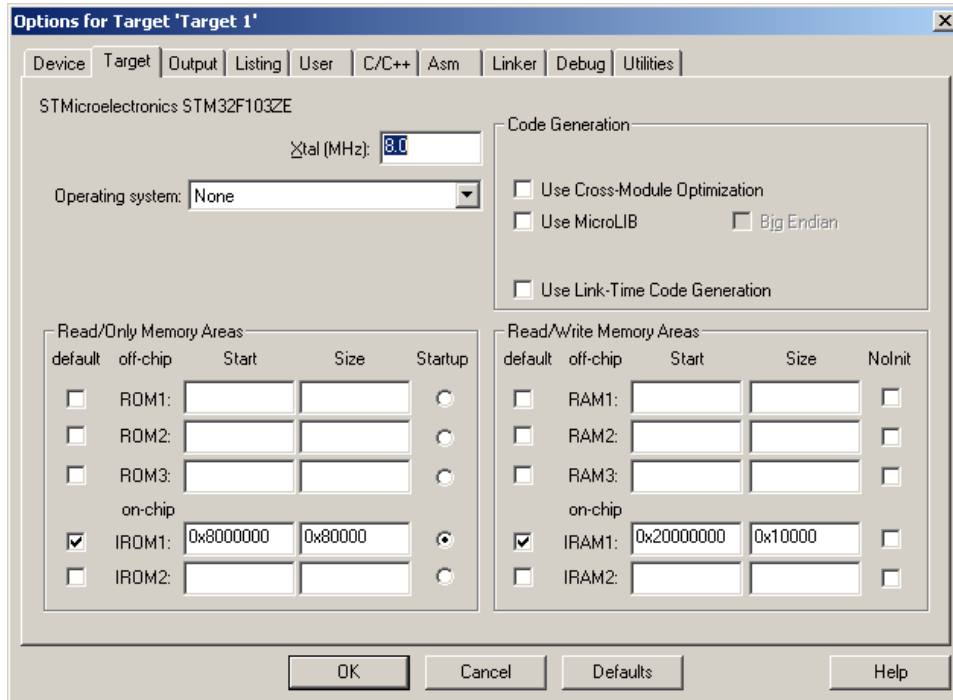 Options for Target 'Target 1'
Device Target Output Listing User C/C++ Asm Linker Debug Utilities
STMicroelectronics STM32F103ZE
Xtal (MHz): 8.0
Operating system: None
Code Generation
Use Cross-Module Optimization
Use MicroLIB Big Endian
Use Link-Time Code Generation
Read/Only Memory Areas
default off-chip Start Size Startup
ROM1:
ROM2:
ROM3:
on-chip
IROM1: 0x8000000 0x80000
IROM2:
Read/Write Memory Areas
default off-chip Start Size NoInit
RAM1:
RAM2:
RAM3:
on-chip
IRAM1: 0x20000000 0x10000
IRAM2:
OK Cancel Defaults Help